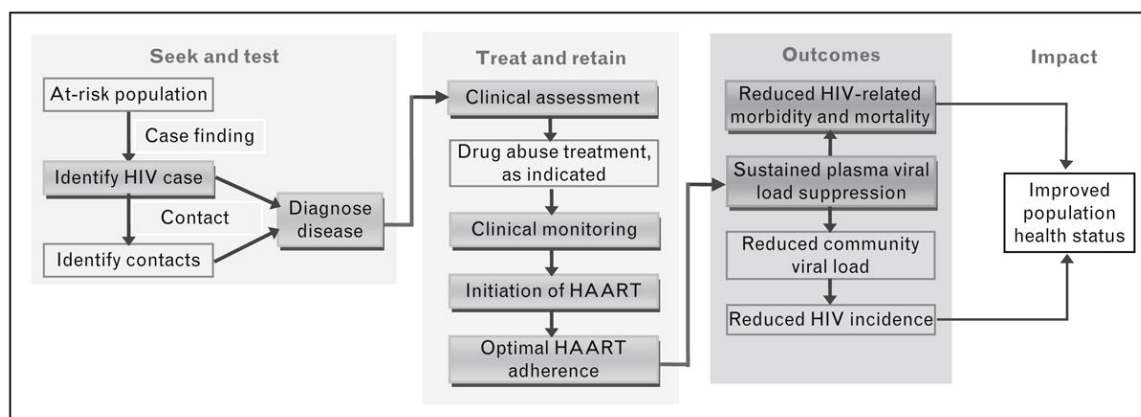 Seek and test
At-risk population
Case finding
Identify HIV case
Contact
Identify contacts
Diagnose
disease
Treat and retain
Clinical assessment
Drug abuse treatment,
as indicated
Clinical monitoring
Initiation of HAART
Optimal HAART
adherence
Outcomes
Reduced HIV-related
morbidity and mortality
Sustained plasma viral
load suppression
Reduced community
viral load
Reduced HIV incidence
Impact
Improved
population
health status